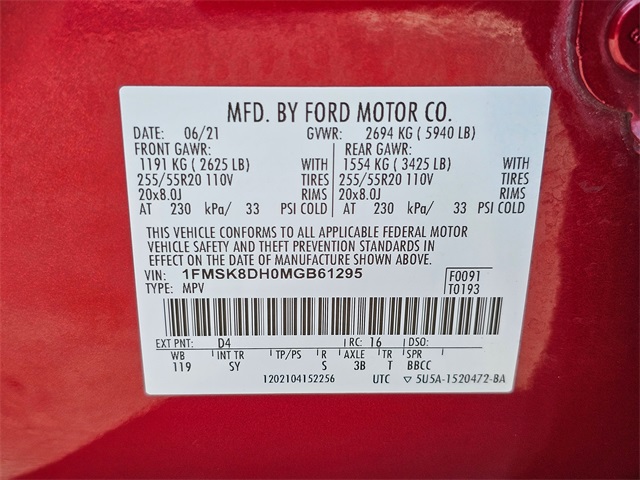 MFD. BY FORD MOTOR CO.
DATE: 06/21 GVWR: 2694 KG ( 5940 LB)
FRONT GAWR: REAR GAWR:
1191 KG ( 2625 LB) WITH 1554 KG ( 3425 LB) WITH
255/55R20 110V TIRES 255/55R20 110V TIRES
20x8.0J RIMS 20x8.0J RIMS
AT 230 kPa/ 33 PSI COLD AT 230 kPa/ 33 PSI COLD
THIS VEHICLE CONFORMS TO ALL APPLICABLE FEDERAL MOTOR
VEHICLE SAFETY AND THEFT PREVENTION STANDARDS IN
EFFECT ON THE DATE OF MANUFACTURE SHOWN ABOVE.
VIN: 1FMSK8DH0MGB61295 F0091
TYPE: MPV T0193
EXT PNT: D4 RC: 16 DSO:
WB INT TR TP/PS R AXLE TR SPR
119 SY S 3B T BBCC
1202104152256 UTC ▽ 5U5A-1520472-BA